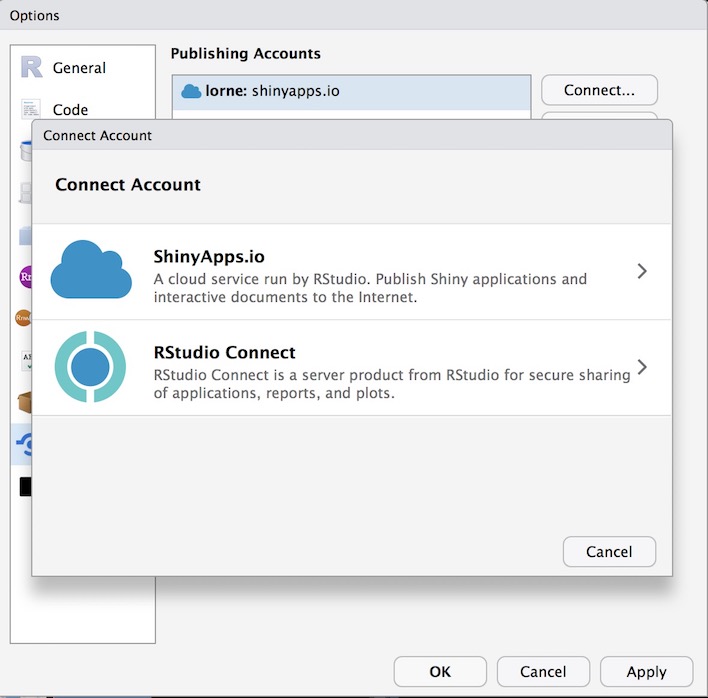 Options
General
Code
Publishing Accounts
lorne: shinyapps.io
Connect...
Connect Account
Connect Account
ShinyApps.io
A cloud service run by RStudio. Publish Shiny applications and
interactive documents to the Internet.
RStudio Connect
RStudio Connect is a server product from RStudio for secure sharing
of applications, reports, and plots.
Cancel
OK
Cancel
Apply